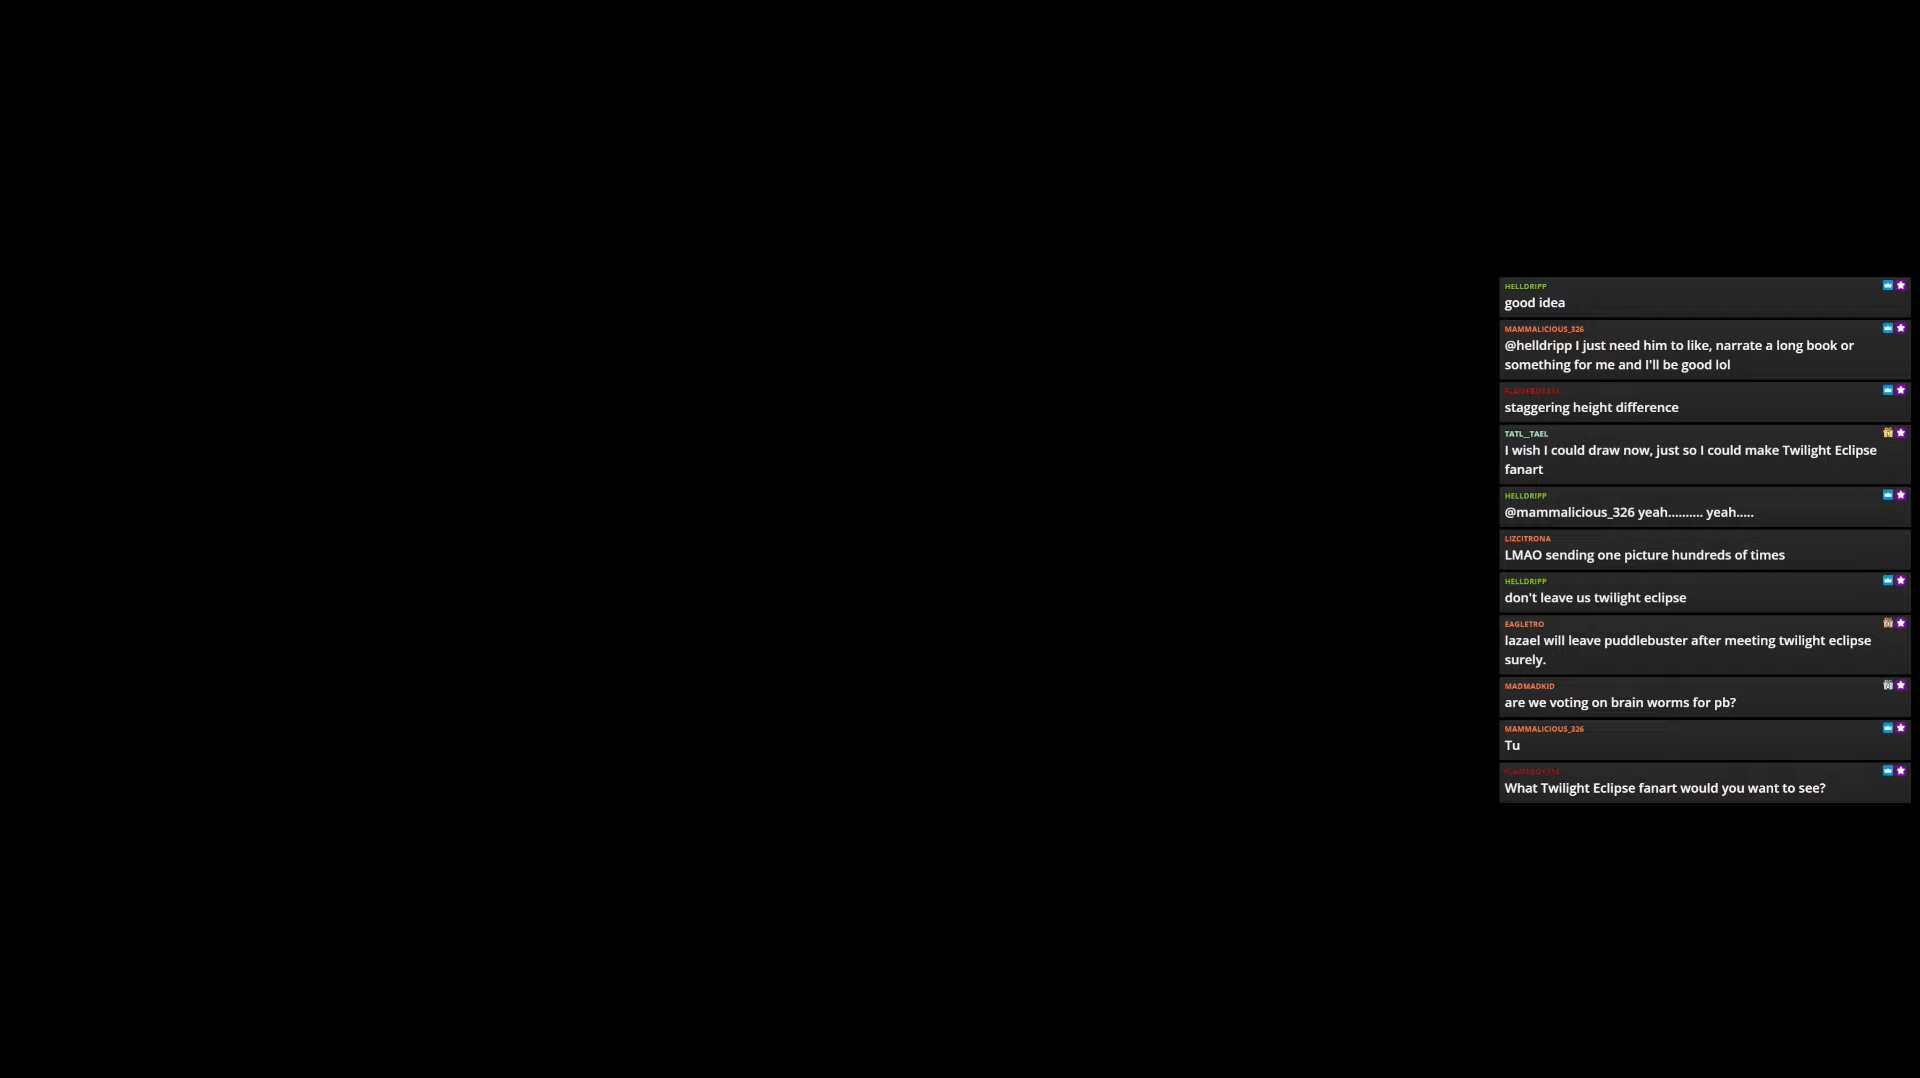 HELLDRIPP
good idea
MAMMALICIOUS_326
@helldripp I just need him to like, narrate a long book or
something for me and I'll be good lol
staggering height difference
TATL_TAEL
I wish I could draw now, just so I could make Twilight Eclipse
fanart
HELLDRIPP
@mammalicious_326 yeah.......... yeah.....
LIZCITRONA
LMAO sending one picture hundreds of times
HELLDRIPP
don't leave us twilight eclipse
EAGLETRO
lazael will leave puddlebuster after meeting twilight eclipse
surely.
MADMADKID
are we voting on brain worms for pb?
MAMMALICIOUS_326
Tu
What Twilight Eclipse fanart would you want to see?